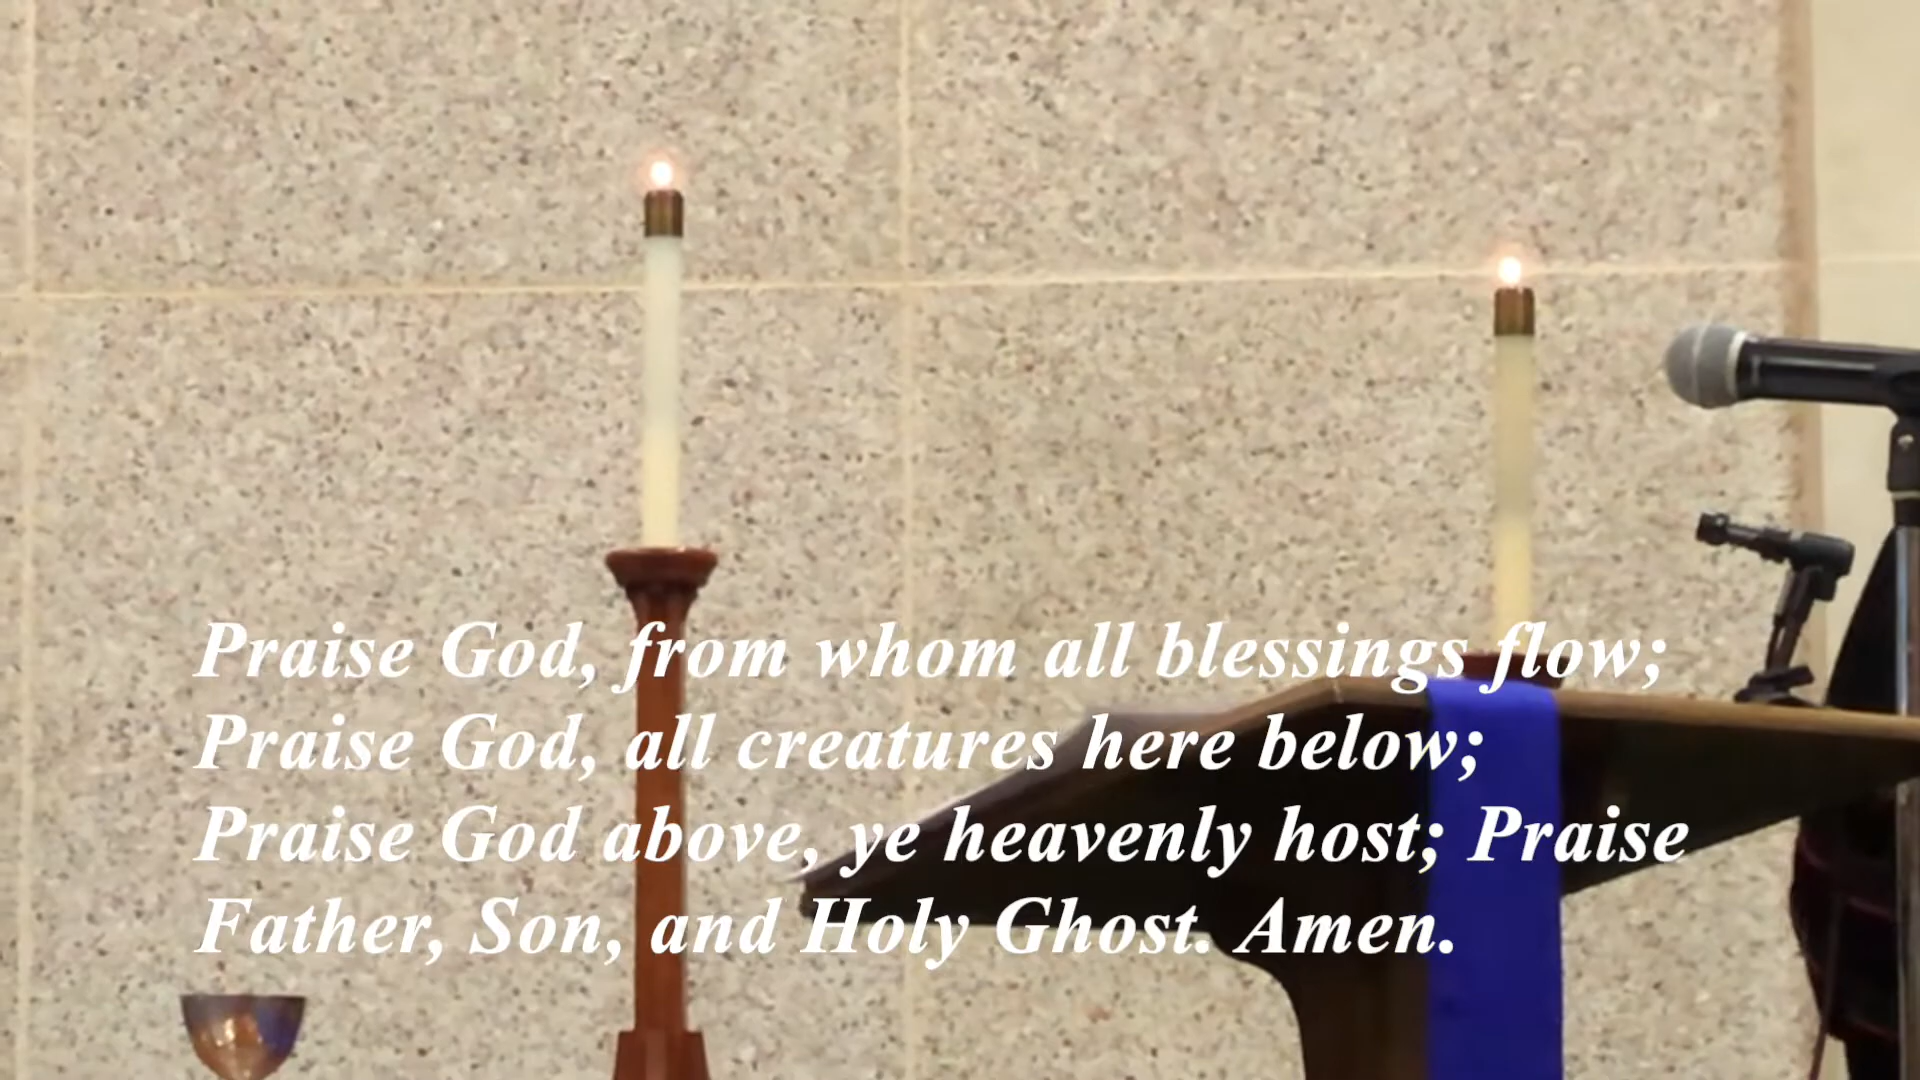 Praise God, from whom all blessings flow;
Praise God, all creatures here below;
Praise God above, ye heavenly host; Praise
Father, Son, and Holy Ghost. Amen.